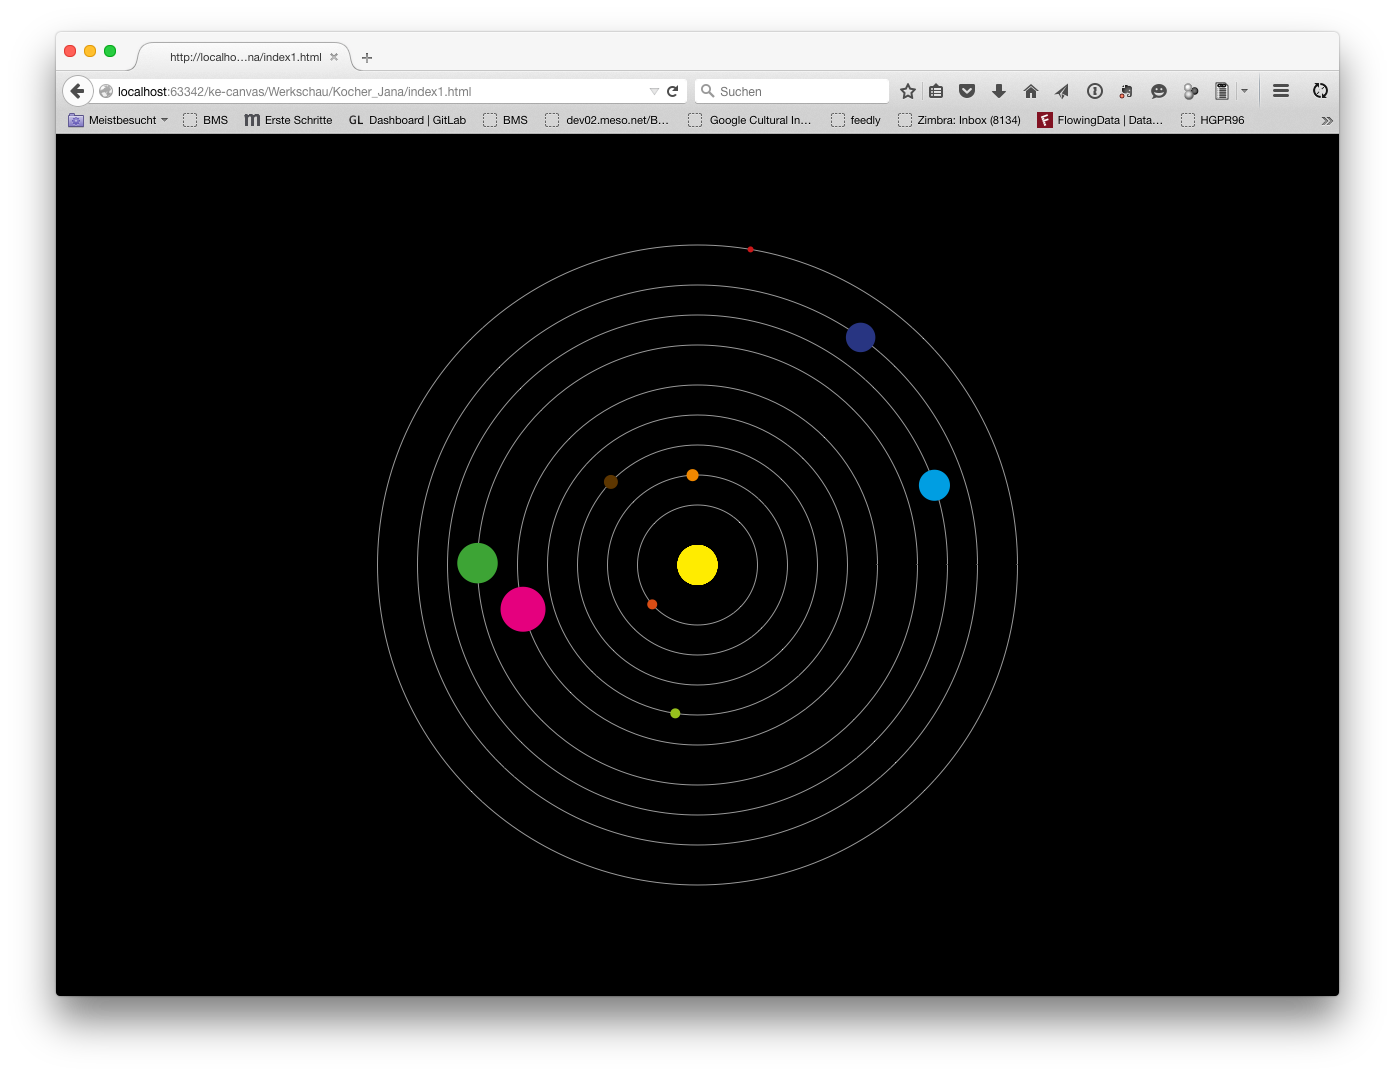 http://localho...na/index1.html
localhost:63342/ke-canvas/Werkschau/Kocher_Jana/index1.html
Suchen
Meistbesucht BMS Erste Schritte GL Dashboard | GitLab BMS dev02.meso.net/B... Google Cultural In... feedly Zimbra: Inbox (8134) FlowingData | Data... HGPR96